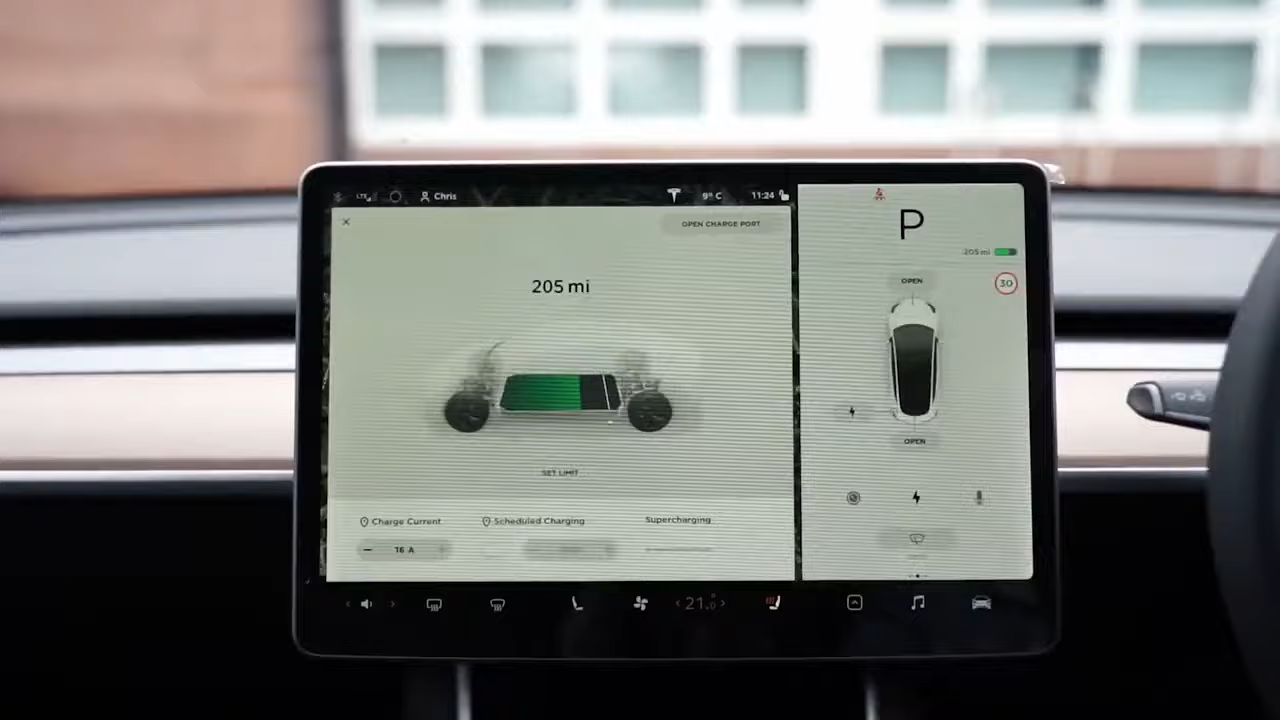 LTE Chris 9° C 11:24
OPEN CHARGE PORT
P
205 mi
OPEN
30
205 mi
OPEN
SET LIMIT
Charge Current Scheduled Charging Supercharging
16 A
21.0